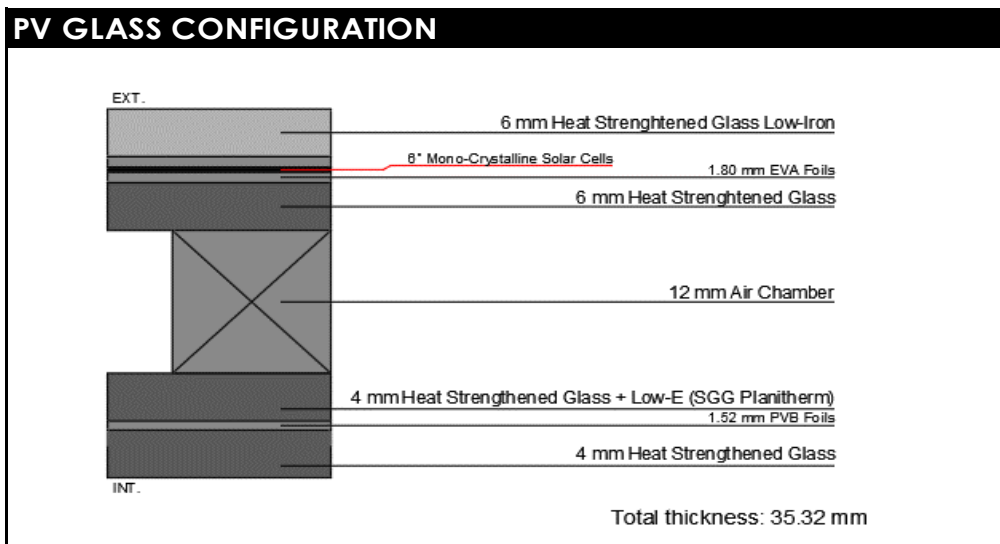 PV GLASS CONFIGURATION
EXT.
6 mm Heat Strenghtened Glass Low-Iron
6" Mono-Crystalline Solar Cells
1.80 mm EVA Foils
6 mm Heat Strenghtened Glass
12 mm Air Chamber
4 mm Heat Strengthened Glass + Low-E (SGG Planitherm)
1.52 mm PVB Foils
4 mm Heat Strengthened Glass
INT.
Total thickness: 35.32 mm